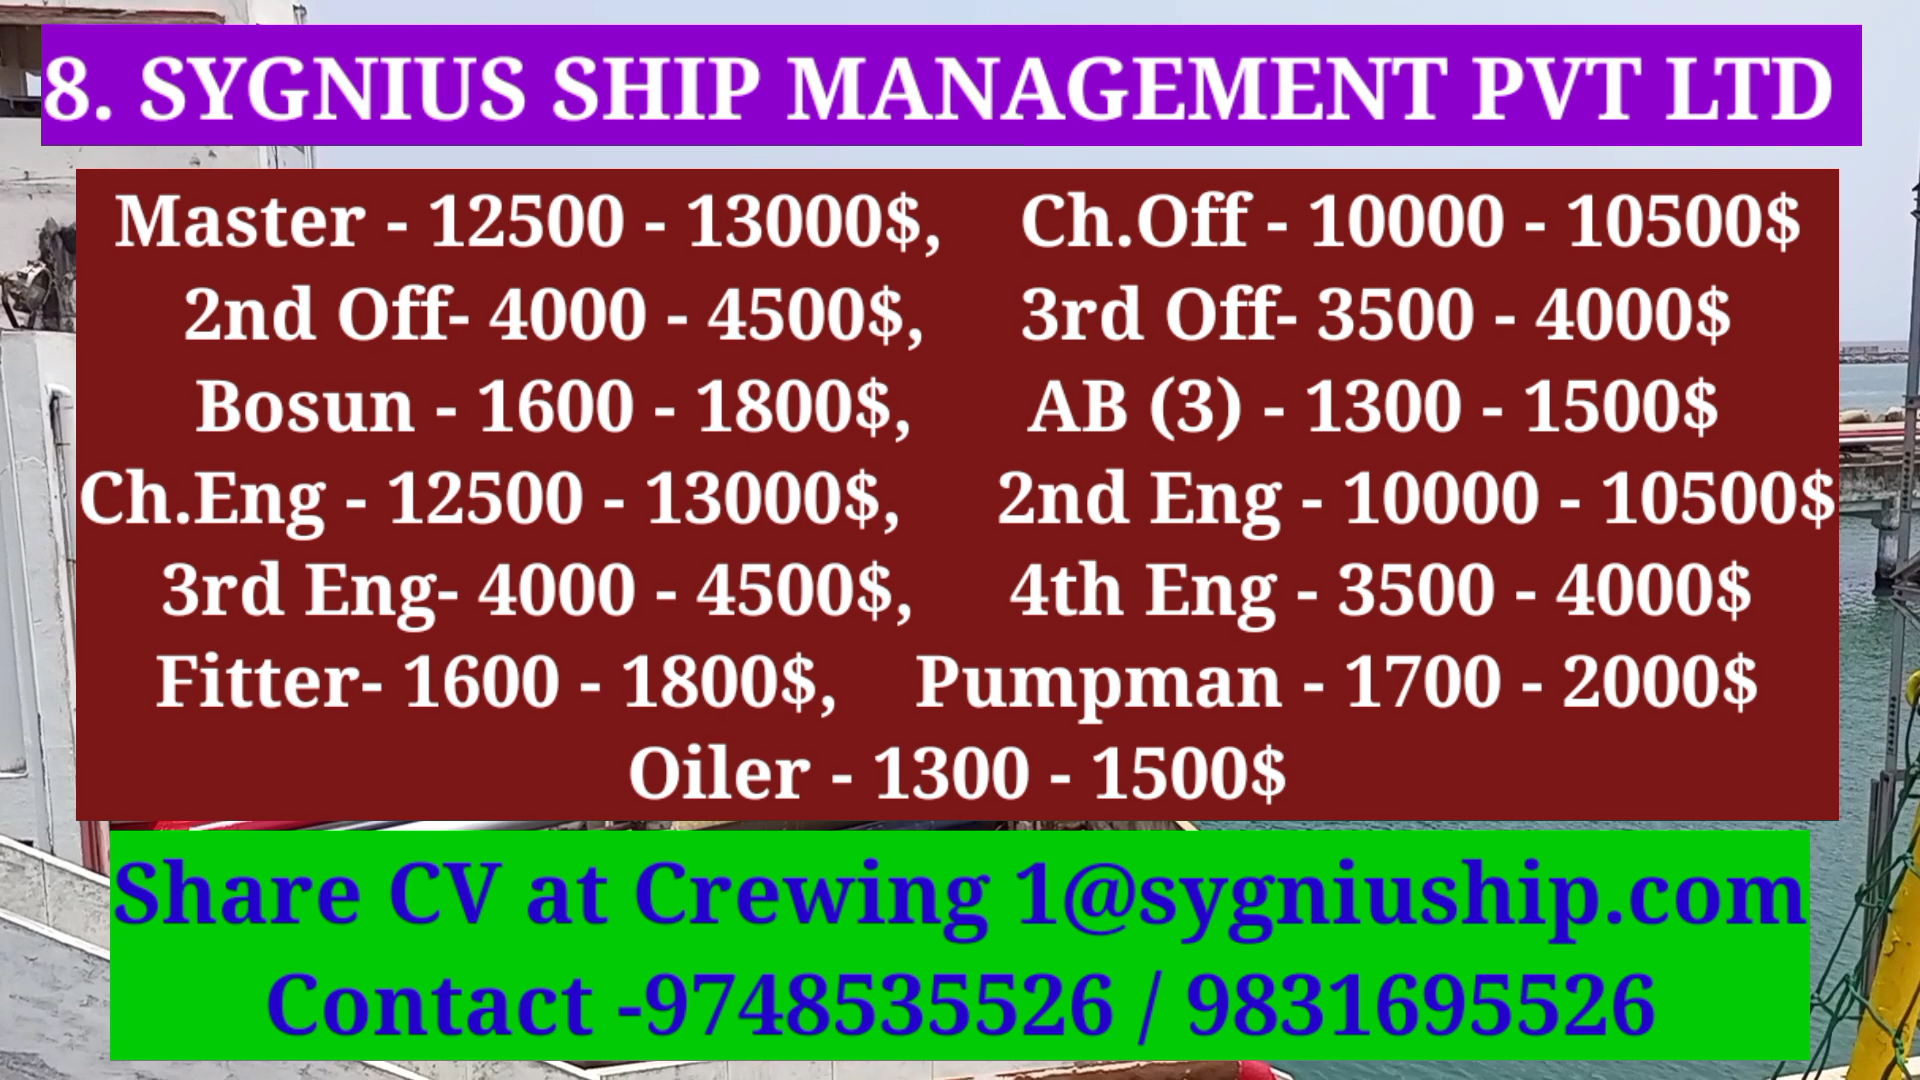 8. SYGNIUS SHIP MANAGEMENT PVT LTD
Master - 12500 - 13000$, Ch.Off - 10000 - 10500$
2nd Off- 4000 - 4500$, 3rd Off- 3500 - 4000$
Bosun - 1600 - 1800$, AB (3) - 1300 - 1500$
Ch.Eng - 12500 - 13000$, 2nd Eng - 10000 - 10500$
3rd Eng- 4000 - 4500$, 4th Eng - 3500 - 4000$
Fitter- 1600 - 1800$, Pumpman - 1700 - 2000$
Oiler - 1300 - 1500$
Share CV at Crewing 1@sygniuship.com
Contact -9748535526 / 9831695526